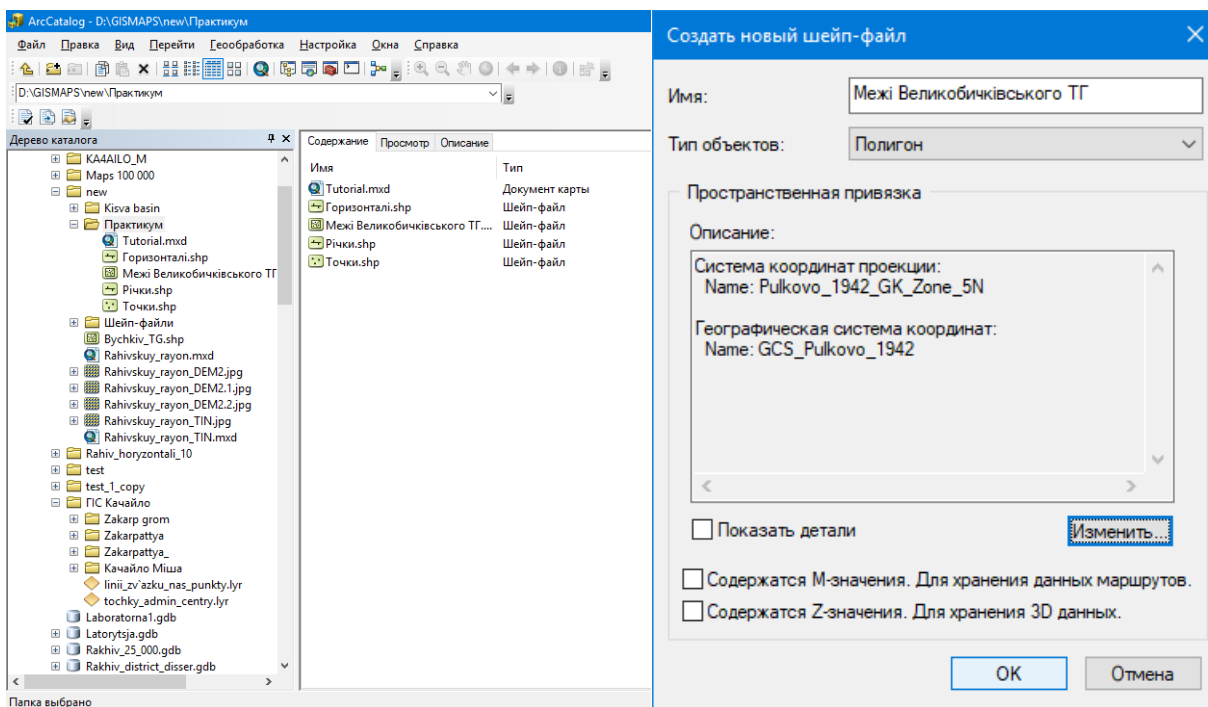 ArcCatalog - D:\GISMAPS\new\Практикум
Файл Правка Вид Перейти Геообработка Настройка Окна Справка
D:\GISMAPS\new\Практикум
Дерево каталога
KA4AILO_M
Maps 100 000
new
Kisva basin
Практикум
Tutorial.mxd
Горизонталі.shp
Межі Великобичківського ТГ
Річки.shp
Точки.shp
Шейп-файли
Bychkiv_TG.shp
Rahivskuy_rayon.mxd
Rahivskuy_rayon_DEM2.jpg
Rahivskuy_rayon_DEM2.1.jpg
Rahivskuy_rayon_DEM2.2.jpg
Rahivskuy_rayon_TIN.jpg
Rahivskuy_rayon_TIN.mxd
Rahiv_horyzontali_10
test
test_1_copy
ГІС Качайло
Zakarp grom
Zakarpattya
Zakarpattya_
Качайло Міша
linii_zv`azku_nas_punkty.lyr
tochky_admin_centry.lyr
Laboratorna1.gdb
Latorytsja.gdb
Rakhiv_25_000.gdb
Rakhiv_district_disser.gdb
Папка выбрано
Содержание Просмотр Описание
Имя Тип
Tutorial.mxd Документ карты
Горизонталі.shp Шейп-файл
Межі Великобичківського ТГ.... Шейп-файл
Річки.shp Шейп-файл
Точки.shp Шейп-файл
Создать новый шейп-файл
Имя: Межі Великобичківського ТГ
Тип объектов: Полигон
Пространственная привязка
Описание:
Система координат проекции:
Name: Pulkovo_1942_GK_Zone_5N
Географическая система координат:
Name: GCS_Pulkovo_1942
Показать детали
Изменить...
Содержатся M-значения. Для хранения данных маршрутов.
Содержатся Z-значения. Для хранения 3D данных.
OK Отмена